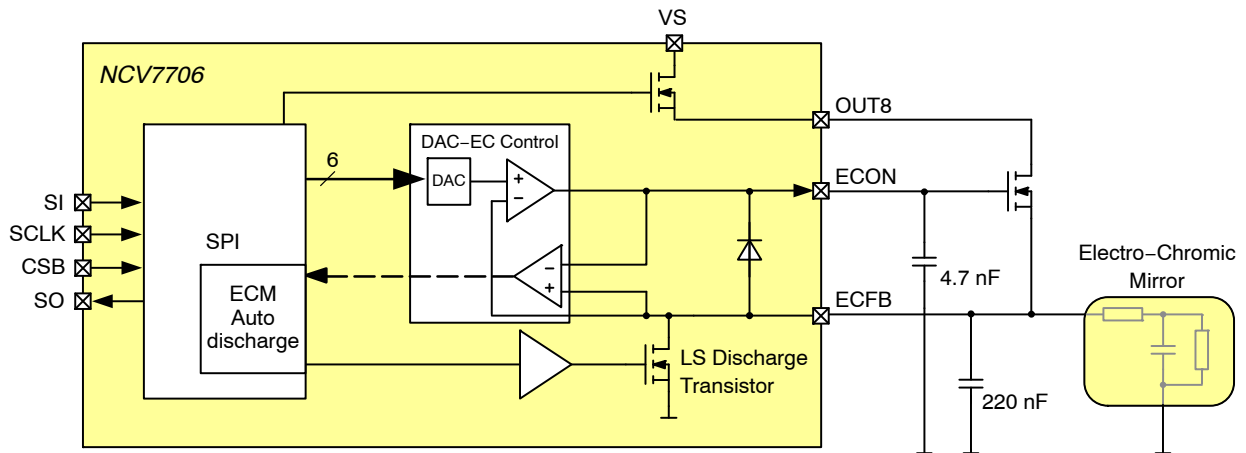 VS
NCV7706
OUT8
DAC−EC Control
6
DAC
+
−
ECON
SI
SCLK
CSB
SO
SPI
ECM
Auto
discharge
−
+
4.7 nF
Electro−Chromic
Mirror
ECFB
LS Discharge
Transistor
220 nF